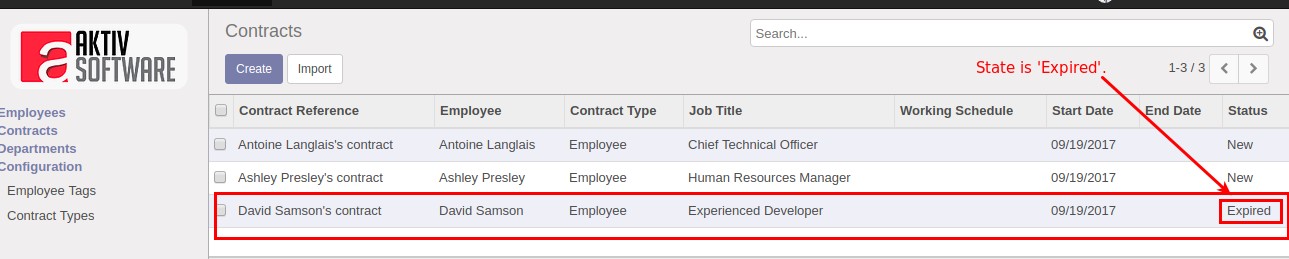 AKTIV
SOFTWARE
Contracts
Search...
Create Import
State is 'Expired'.
1-3 / 3
Employees
Contracts
Departments
Configuration
Employee Tags
Contract Types
Contract Reference Employee Contract Type Job Title Working Schedule Start Date End Date Status
Antoine Langlais's contract Antoine Langlais Employee Chief Technical Officer 09/19/2017 New
Ashley Presley's contract Ashley Presley Employee Human Resources Manager 09/19/2017 New
David Samson's contract David Samson Employee Experienced Developer 09/19/2017 Expired